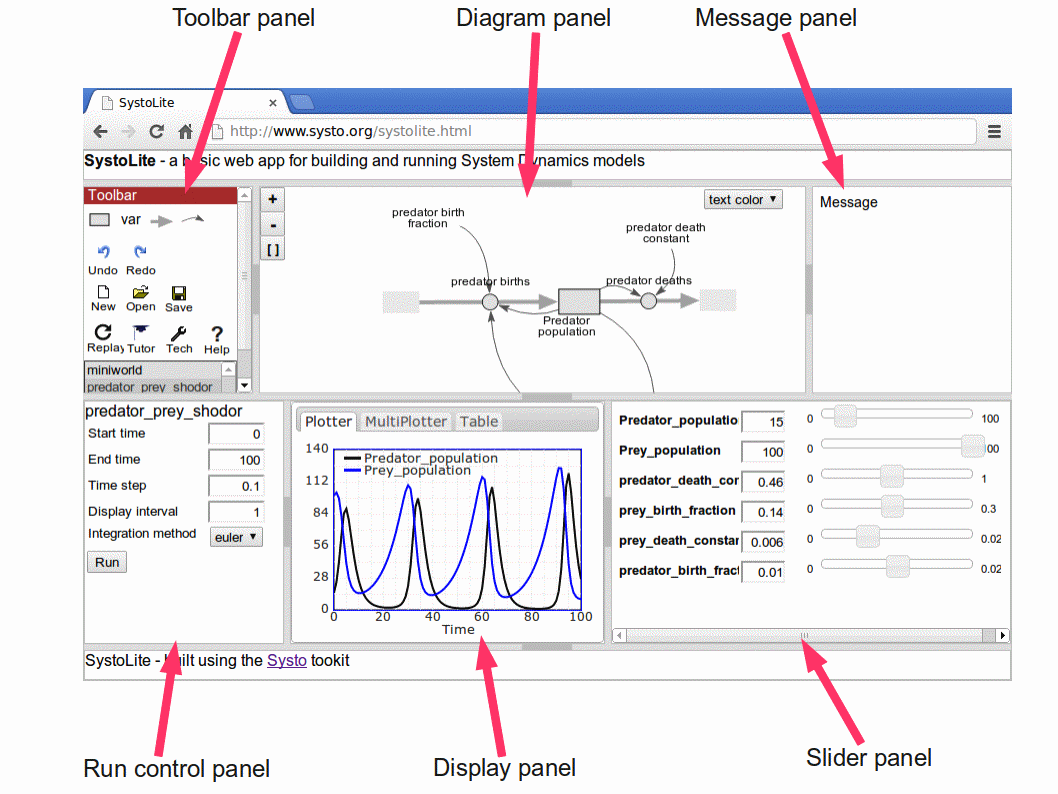 Toolbar panel
Diagram panel
Message panel
SystoLite
http://www.systo.org/systolite.html
SystoLite - a basic web app for building and running System Dynamics models
Toolbar
var
Undo Redo
New Open Save
Replay Tutor Tech Help
miniworld
predator_prey_shodor
+
-
[ ]
text color
predator birth
fraction
predator death
constant
predator births
predator deaths
Predator
population
Message
predator_prey_shodor
Start time 0
End time 100
Time step 0.1
Display interval 1
Integration method euler
Run
Plotter MultiPlotter Table
140
112
84
56
28
0
Predator_population
Prey_population
0 20 40 60 80 100
Time
Predator_populatio 15 0 100
Prey_population 100 0 00
predator_death_cor 0.46 0 1
prey_birth_fraction 0.14 0 0.3
prey_death_constar 0.006 0 0.02
predator_birth_fract 0.01 0 0.02
SystoLite - built using the Systo tookit
Run control panel
Display panel
Slider panel